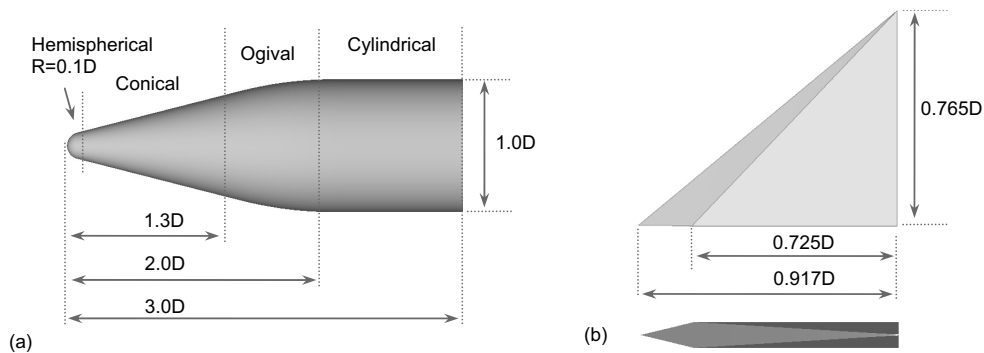 (a)
Hemispherical
R=0.1D
Conical
Ogival
Cylindrical
1.0D
1.3D
2.0D
3.0D
(b)
0.765D
0.725D
0.917D